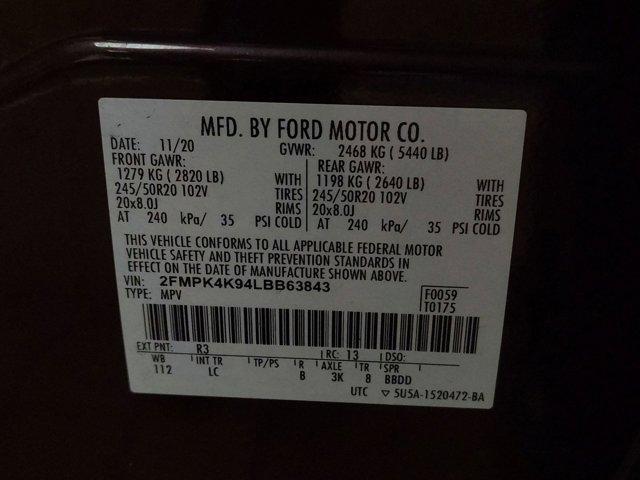 MFD. BY FORD MOTOR CO.
DATE: 11/20 GVWR: 2468 KG ( 5440 LB)
FRONT GAWR: REAR GAWR:
1279 KG ( 2820 LB) WITH 1198 KG ( 2640 LB) WITH
245/50R20 102V TIRES 245/50R20 102V TIRES
20x8.0J RIMS 20x8.0J RIMS
AT 240 kPa/ 35 PSI COLD AT 240 kPa/ 35 PSI COLD
THIS VEHICLE CONFORMS TO ALL APPLICABLE FEDERAL MOTOR
VEHICLE SAFETY AND THEFT PREVENTION STANDARDS IN
EFFECT ON THE DATE OF MANUFACTURE SHOWN ABOVE.
VIN: 2FMPK4K94LBB63843
TYPE: MPV
F0059
T0175
EXT PNT: R3 RC: 13 DSO:
WB INT TR TP/PS R AXLE TR SPR
112 LC B 3K 8 BBDD
UTC ▽ 5U5A-1520472-BA